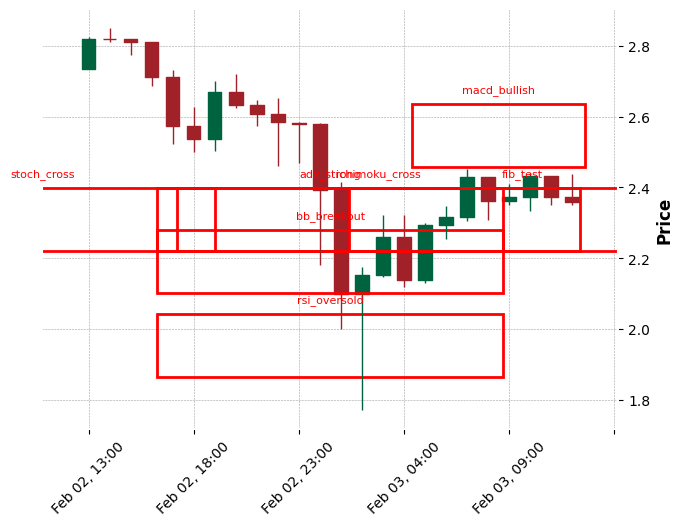 2.8
macd_bullish
2.6
stoch_cross
ichimoku_cross
fib_test
2.4
bb_breakout
Price
2.2
rsi_oversold
2.0
1.8
Feb 02, 13:00
Feb 02, 18:00
Feb 02, 23:00
Feb 03, 04:00
Feb 03, 09:00